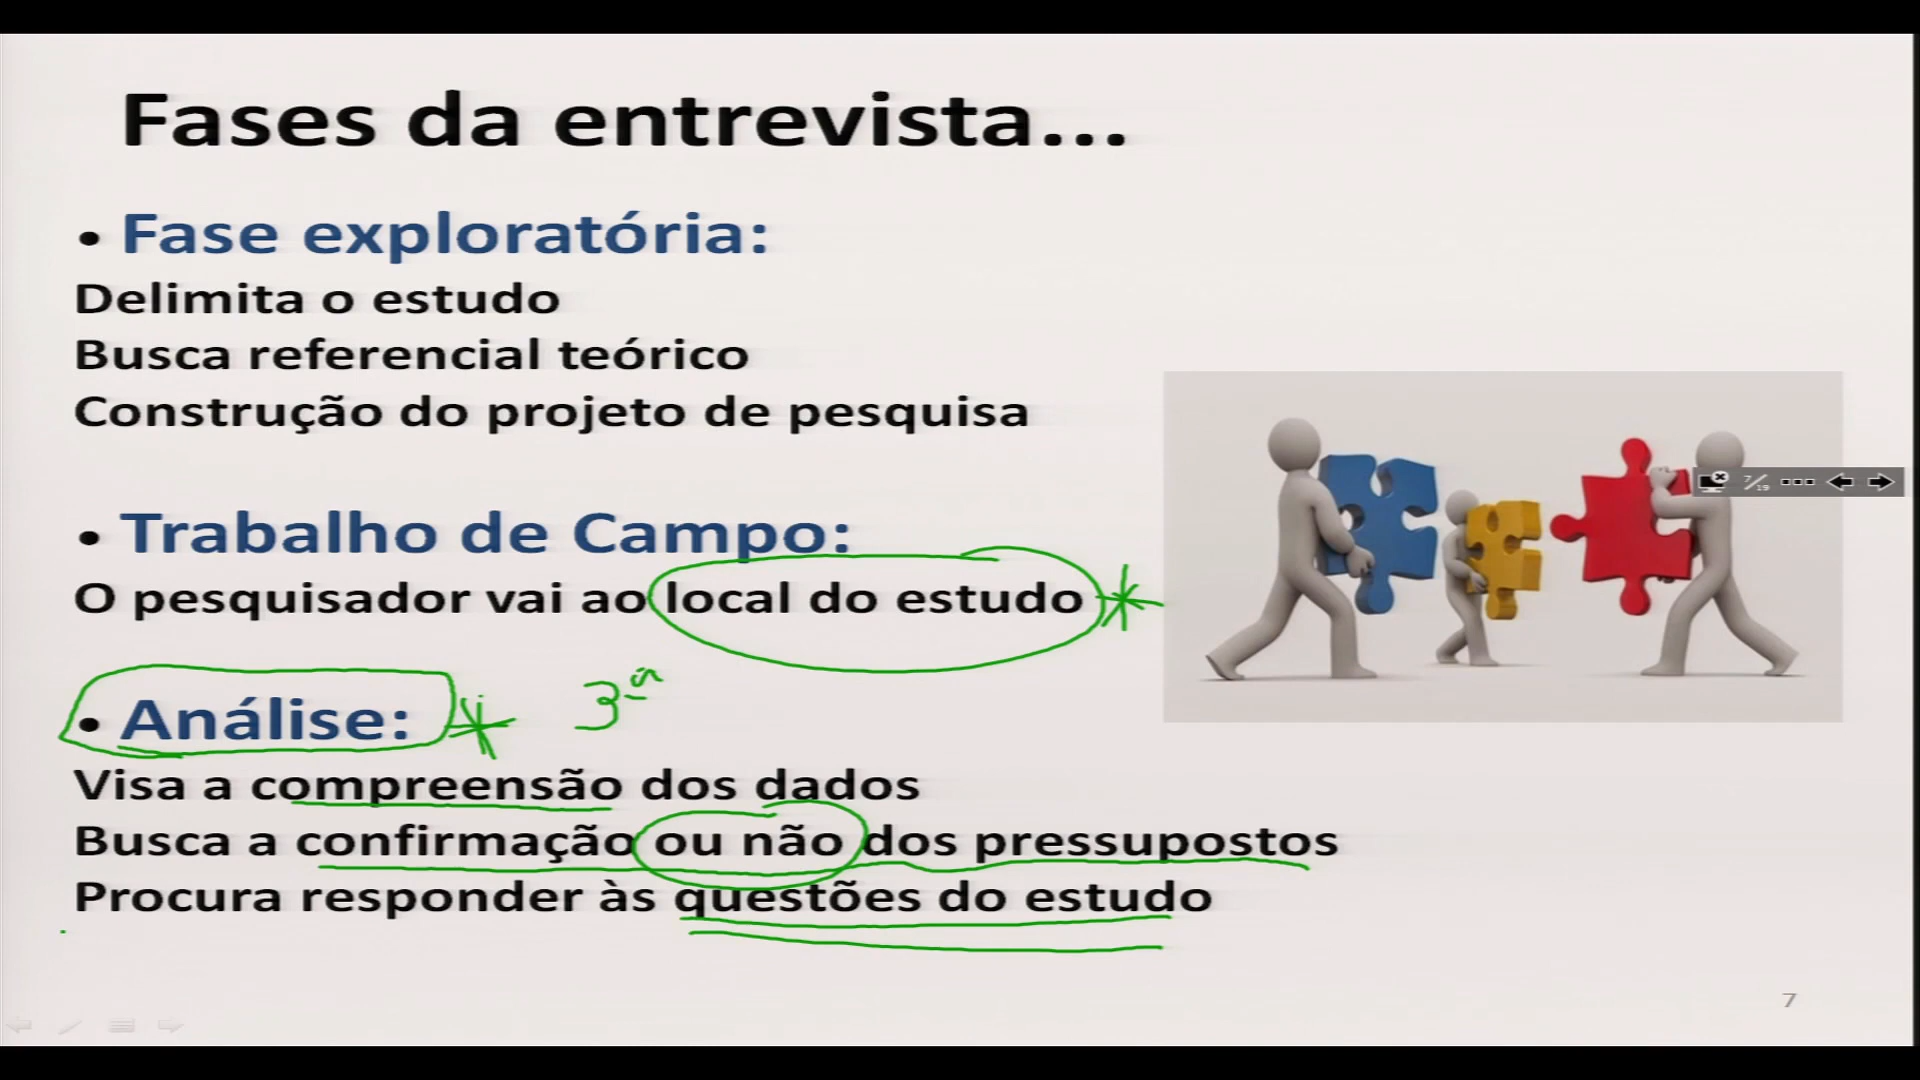 Fases da entrevista...
• Fase exploratória:
Delimita o estudo
Busca referencial teórico
Construção do projeto de pesquisa
7/19
• Trabalho de Campo:
O pesquisador vai ao local do estudo
3ª
• Análise:
Visa a compreensão dos dados
Busca a confirmação ou não dos pressupostos
Procura responder às questões do estudo
7